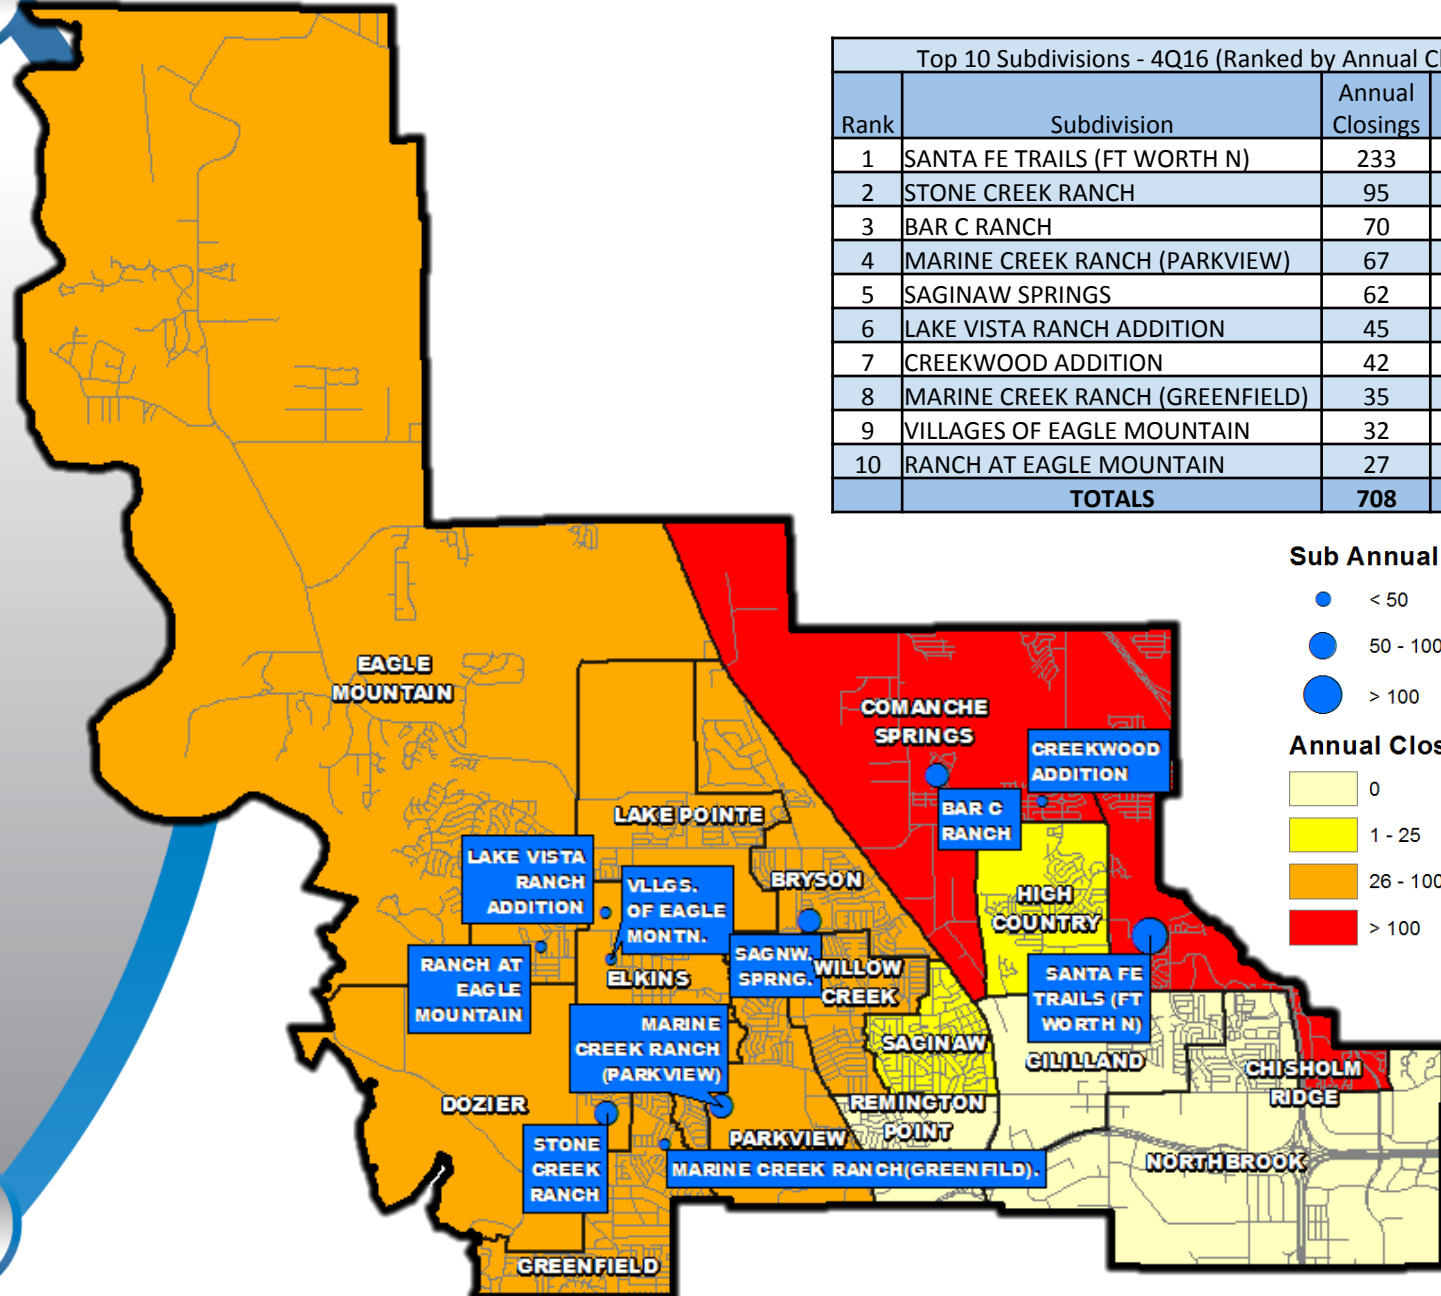 Top 10 Subdivisions - 4Q16 (Ranked by Annual
Rank Subdivision Annual Closings
1 SANTA FE TRAILS (FT WORTH N) 233
2 STONE CREEK RANCH 95
3 BAR C RANCH 70
4 MARINE CREEK RANCH (PARKVIEW) 67
5 SAGINAW SPRINGS 62
6 LAKE VISTA RANCH ADDITION 45
7 CREEKWOOD ADDITION 42
8 MARINE CREEK RANCH (GREENFIELD) 35
9 VILLAGES OF EAGLE MOUNTAIN 32
10 RANCH AT EAGLE MOUNTAIN 27
TOTALS 708
Sub Annual
< 50
50 - 100
> 100
Annual Clos
0
1 - 25
26 - 100
> 100
EAGLE
MOUNTAIN
COMANCHE
SPRINGS
CREEKWOOD
ADDITION
BAR C
RANCH
LAKE POINTE
LAKE VISTA
RANCH
ADDITION
VLLGS.
OF EAGLE
MONTN.
BRYSON
HIGH
COUNTRY
RANCH AT
EAGLE
MOUNTAIN
ELKINS
SAGNW.
SPRNG.
WILLOW
CREEK
SANTA FE
TRAILS (FT
WORTH N)
MARINE
CREEK RANCH
(PARKVIEW)
SAGINAW
GILILLAND
CHISHOLM
RIDGE
DOZIER
REMINGTON
POINT
STONE
CREEK
RANCH
PARKVIEW
MARINE CREEK RANCH(GREENFILD).
NORTHBROOK
GREENFIELD